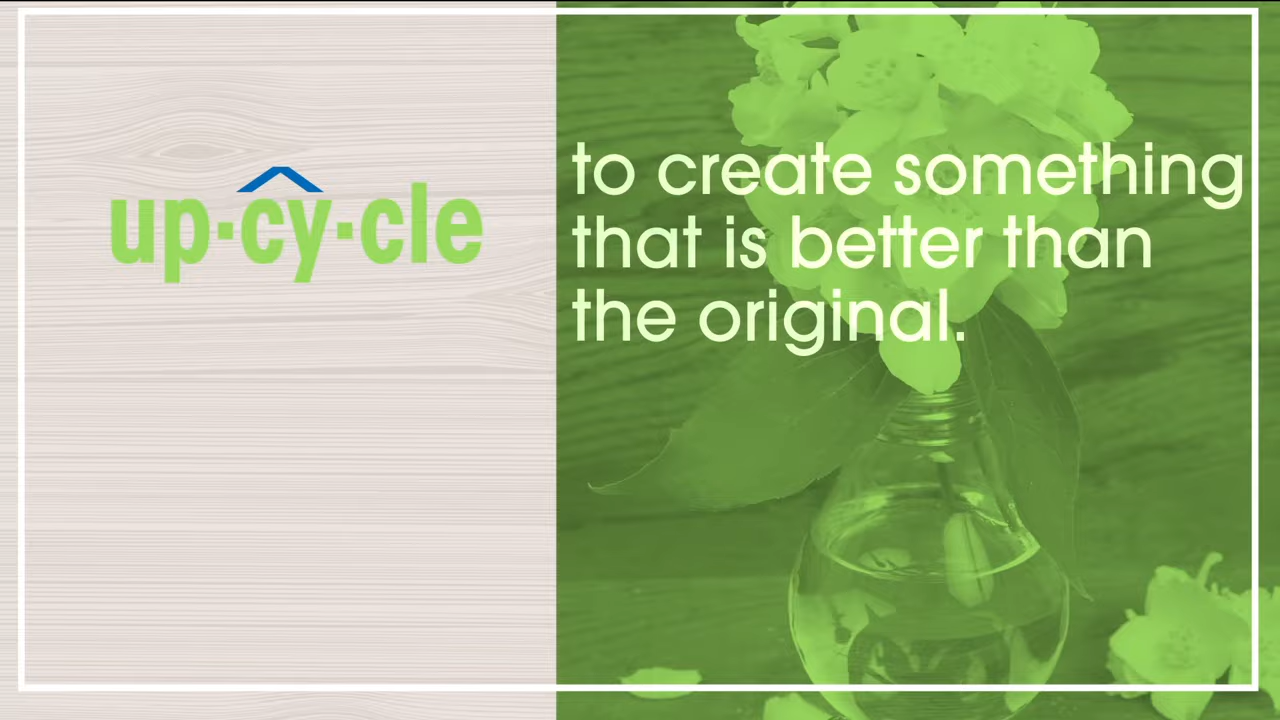 up·cy·cle
to create something
that is better than
the original.